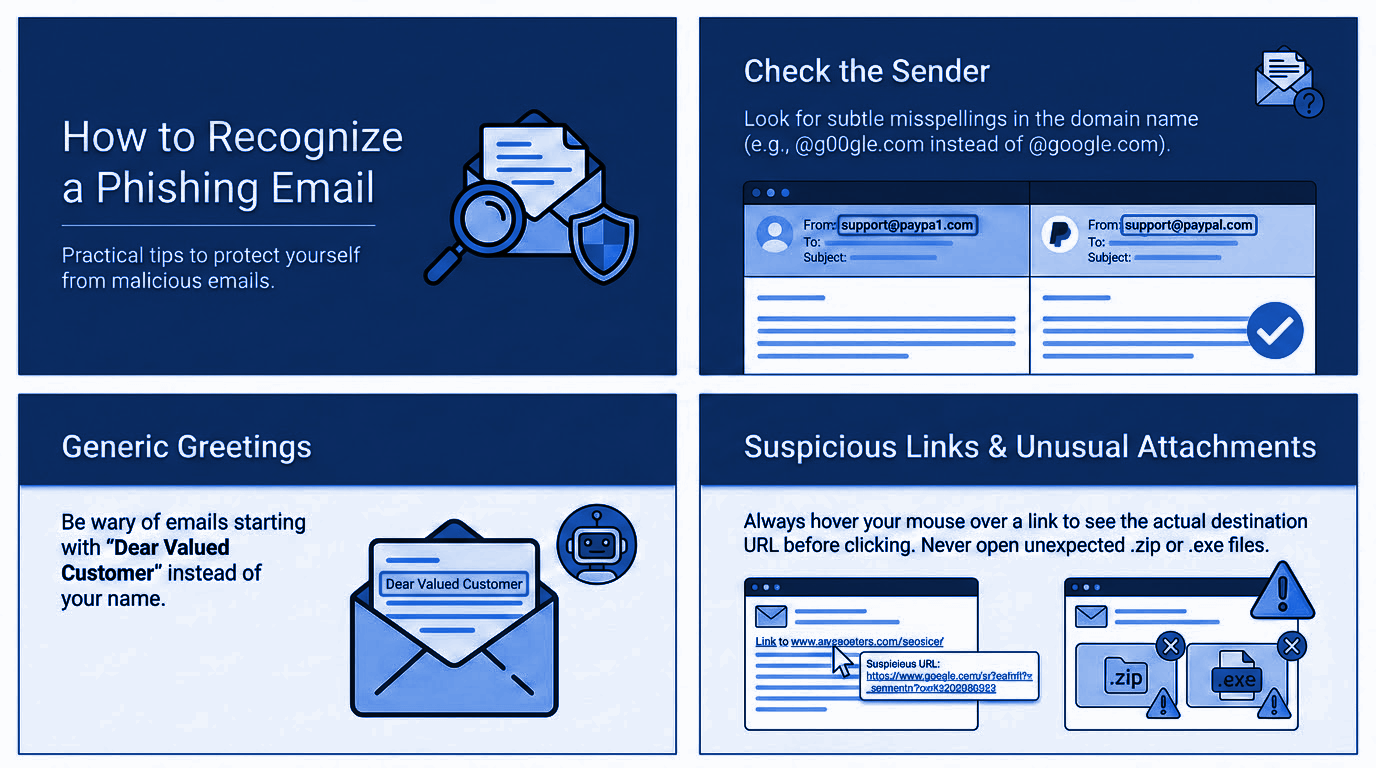 How to Recognize
a Phishing Email
Practical tips to protect yourself
from malicious emails.
Check the Sender
Look for subtle misspellings in the domain name
(e.g., @g00gle.com instead of @google.com).
From: support@paypa1.com
To:
Subject:
From: support@paypal.com
To:
Subject:
Generic Greetings
Be wary of emails starting
with "Dear Valued
Customer" instead of
your name.
Dear Valued Customer
Suspicious Links & Unusual Attachments
Always hover your mouse over a link to see the actual destination
URL before clicking. Never open unexpected .zip or .exe files.
Link to
URL:
.zip
.exe